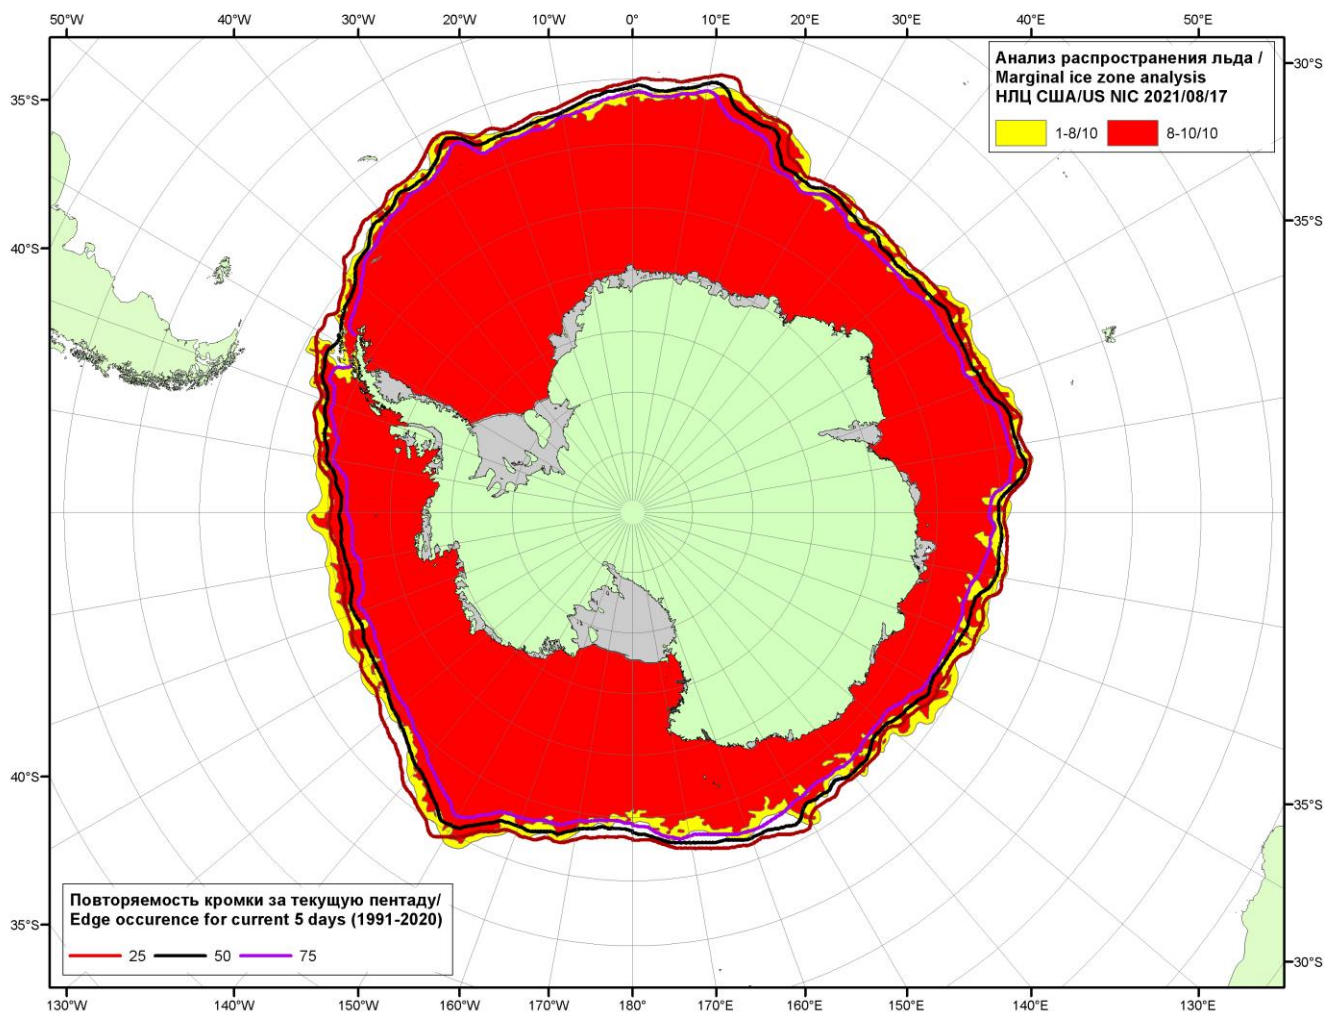 50°W 40°W 30°W 20°W 10°W 0° 10°E 20°E 30°E 40°E 50°E
Анализ распространения льда /
Marginal ice zone analysis
НЛЦ США/US NIC 2021/08/17
1-8/10 8-10/10
30°S
35°S
35°S
40°S
40°S
35°S
35°S
30°S
Повторяемость кромки за текущую пентаду/
Edge occurence for current 5 days (1991-2020)
25 50 75
130°W 140°W 150°W 160°W 170°W 180° 170°E 160°E 150°E 140°E 130°E